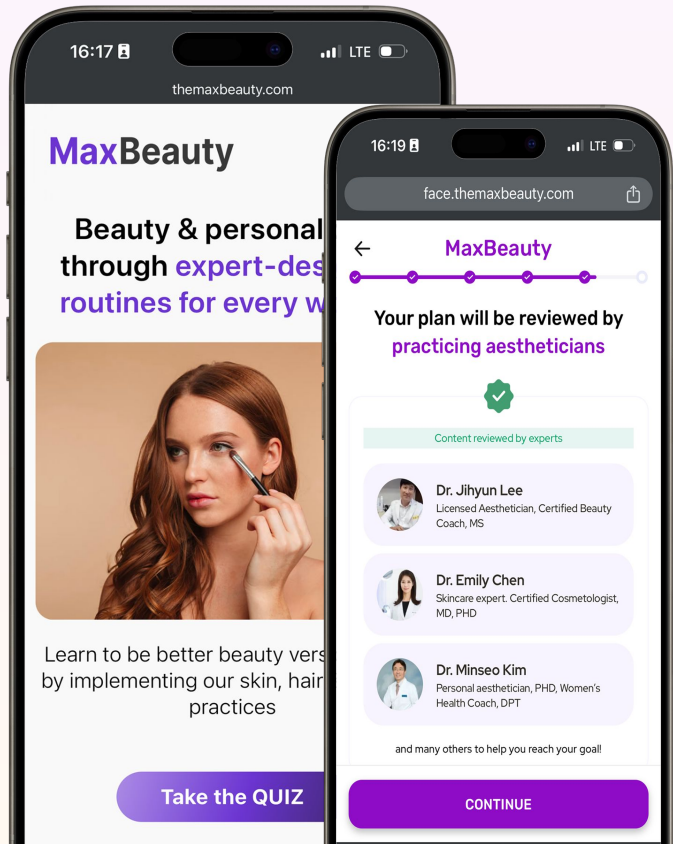 16:17
LTE
themaxbeauty.com
MaxBeauty
Beauty & personal
through expert-des
routines for every w
Learn to be better beauty vers
by implementing our skin, hair
practices
Take the QUIZ
16:19
LTE
face.themaxbeauty.com
MaxBeauty
Your plan will be reviewed by
practicing aestheticians
Content reviewed by experts
Dr. Jihyun Lee
Licensed Aesthetician, Certified Beauty
Coach, MS
Dr. Emily Chen
Skincare expert. Certified Cosmetologist,
MD, PHD
Dr. Minseo Kim
Personal aesthetician, PHD, Women's
Health Coach, DPT
and many others to help you reach your goal!
CONTINUE